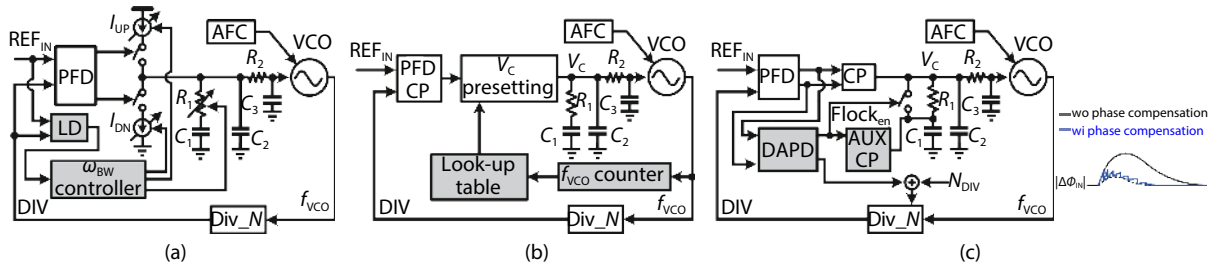 I_UP
REF_IN
PFD
LD
I_DN
ω_BW
controller
DIV
Div_N
f_VCO
AFC
VCO
R_1
R_2
C_1
C_2
C_3
(a)
REF_IN
PFD
CP
V_C
presetting
V_C
AFC
VCO
R_1
R_2
C_1
C_2
C_3
Look-up
table
f_VCO counter
DIV
Div_N
f_VCO
(b)
REF_IN
PFD
CP
V_C
AFC
VCO
R_1
R_2
C_1
C_2
C_3
Flock_en
DAPD
AUX
CP
N_DIV
DIV
Div_N
f_VCO
(c)
wo phase compensation
wi phase compensation
|ΔΦ_IN|